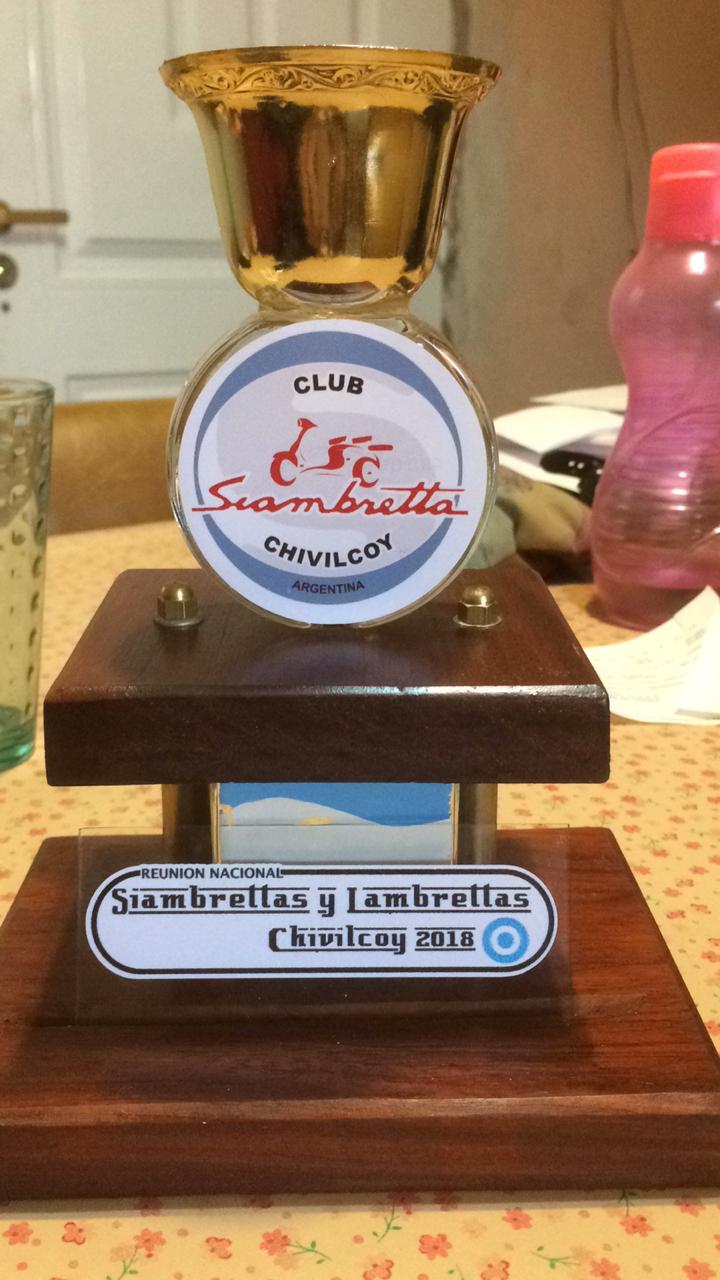 CLUB
Siambretta
CHIVILCOY
ARGENTINA
REUNION NACIONAL
Siambrettas y Lambrettas
Chivilcoy 2018